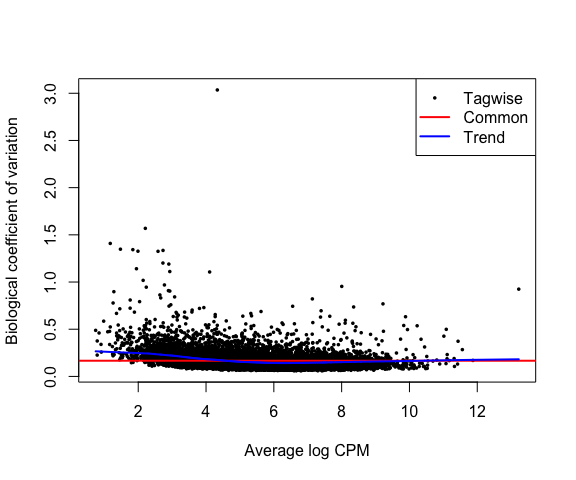 Tagwise
Common
Trend
Biological coefficient of variation
3.0
2.5
2.0
1.5
1.0
0.5
0.0
2 4 6 8 10 12
Average log CPM